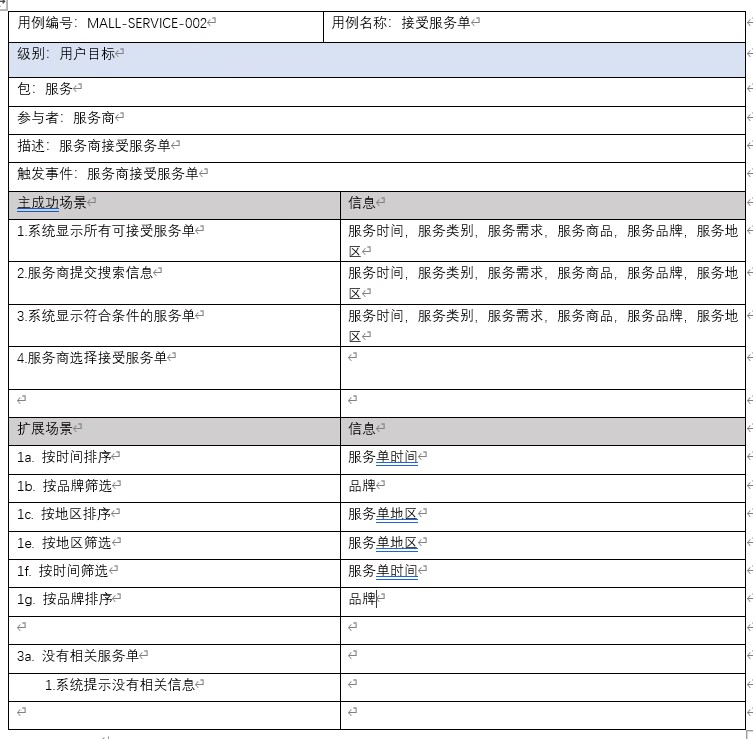 用例编号：MALL-SERVICE-002 用例名称：接受服务单
级别：用户目标
包：服务
参与者：服务商
描述：服务商接受服务单
触发事件：服务商接受服务单
主成功场景 信息
1.系统显示所有可接受服务单 服务时间，服务类别，服务需求，服务商品，服务品牌，服务地
区
2.服务商提交搜索信息 服务时间，服务类别，服务需求，服务商品，服务品牌，服务地
区
3.系统显示符合条件的服务单 服务时间，服务类别，服务需求，服务商品，服务品牌，服务地
区
4.服务商选择接受服务单
扩展场景 信息
1a. 按时间排序 服务单时间
1b. 按品牌筛选 品牌
1c. 按地区排序 服务单地区
1e. 按地区筛选 服务单地区
1f. 按时间筛选 服务单时间
1g. 按品牌排序 品牌
3a. 没有相关服务单
1.系统提示没有相关信息